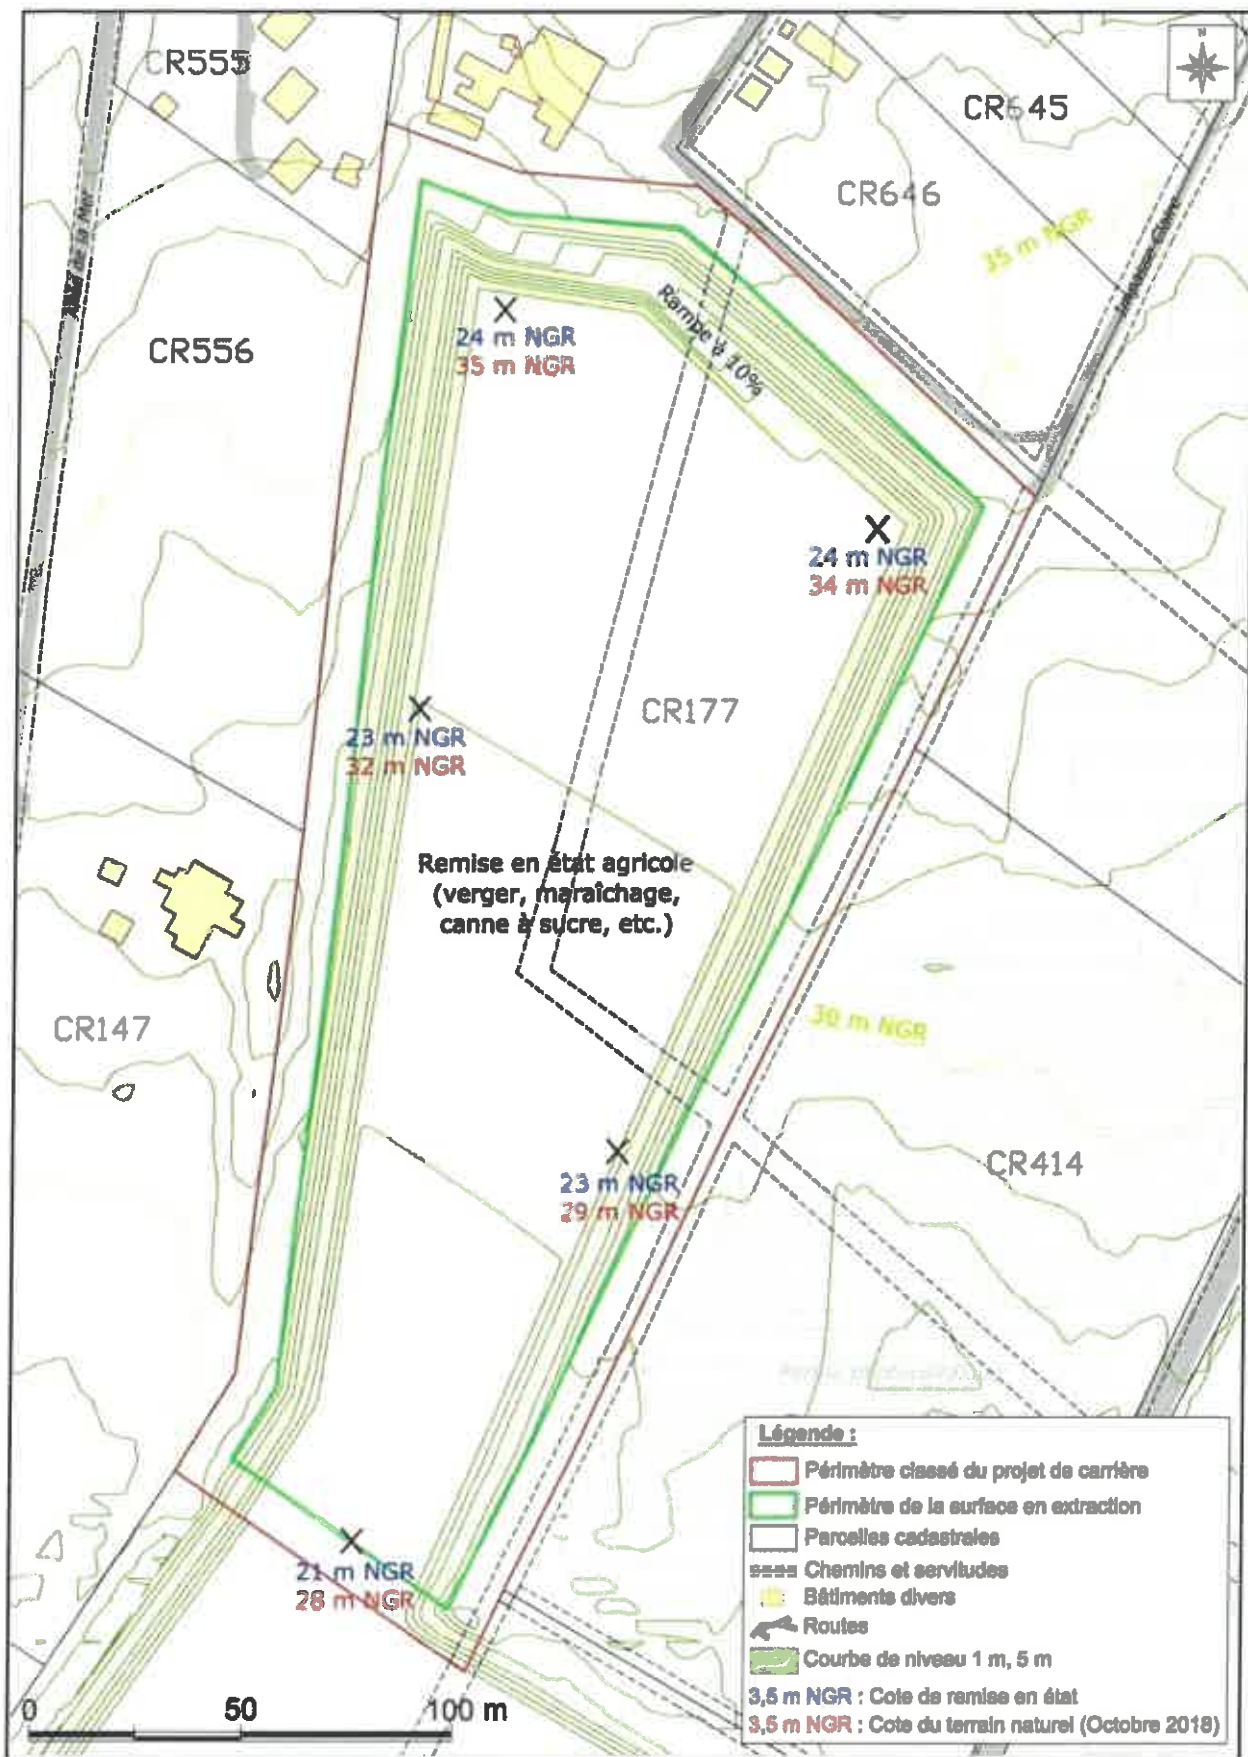 CR555
N
CR645
CR646
35 m NGR
de la Mer
CR556
24 m NGR
35 m NGR
Rampe à 10%
24 m NGR
34 m NGR
CR177
23 m NGR
32 m NGR
Remise en état agricole
(verger, maraîchage,
canne à sucre, etc.)
30 m NGR
CR147
CR414
23 m NGR
29 m NGR
21 m NGR
28 m NGR
0 50 100 m
Légende :
Périmètre classé du projet de carrière
Périmètre de la surface en extraction
Parcelles cadastrales
Chemins et servitudes
Bâtiments divers
Routes
Courbe de niveau 1 m, 5 m
3,5 m NGR : Cote de remise en état
3,5 m NGR : Cote du terrain naturel (Octobre 2018)